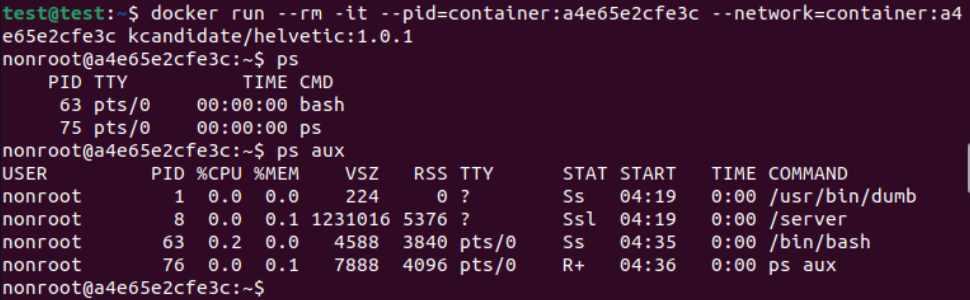 test@test:~$ docker run --rm -it --pid=container:a4e65e2cfe3c --network=container:a4
e65e2cfe3c kcandidate/helvetic:1.0.1
nonroot@a4e65e2cfe3c:~$ ps
    PID TTY          TIME CMD
     63 pts/0    00:00:00 bash
     75 pts/0    00:00:00 ps
nonroot@a4e65e2cfe3c:~$ ps aux
USER         PID %CPU %MEM    VSZ   RSS TTY      STAT START   TIME COMMAND
nonroot        1  0.0  0.0    224     0 ?        Ss   04:19   0:00 /usr/bin/dumb
nonroot        8  0.0  0.1 1231016 5376 ?        Ssl  04:19   0:00 /server
nonroot       63  0.2  0.0   4588  3840 pts/0    Ss   04:35   0:00 /bin/bash
nonroot       76  0.0  0.1   7888  4096 pts/0    R+   04:36   0:00 ps aux
nonroot@a4e65e2cfe3c:~$